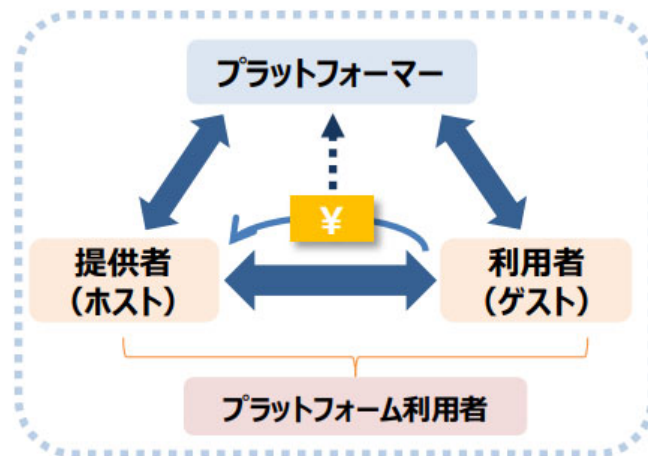 プラットフォーマー
¥
提供者
（ホスト）
利用者
（ゲスト）
プラットフォーム利用者